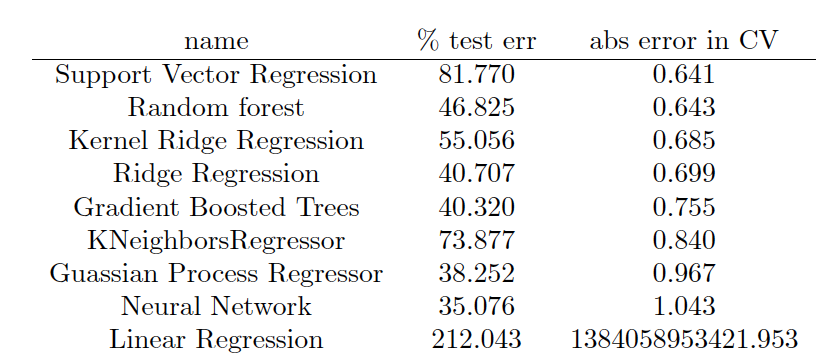 name % test err abs error in CV
Support Vector Regression 81.770 0.641
Random forest 46.825 0.643
Kernel Ridge Regression 55.056 0.685
Ridge Regression 40.707 0.699
Gradient Boosted Trees 40.320 0.755
KNeighborsRegressor 73.877 0.840
Guassian Process Regressor 38.252 0.967
Neural Network 35.076 1.043
Linear Regression 212.043 1384058953421.953